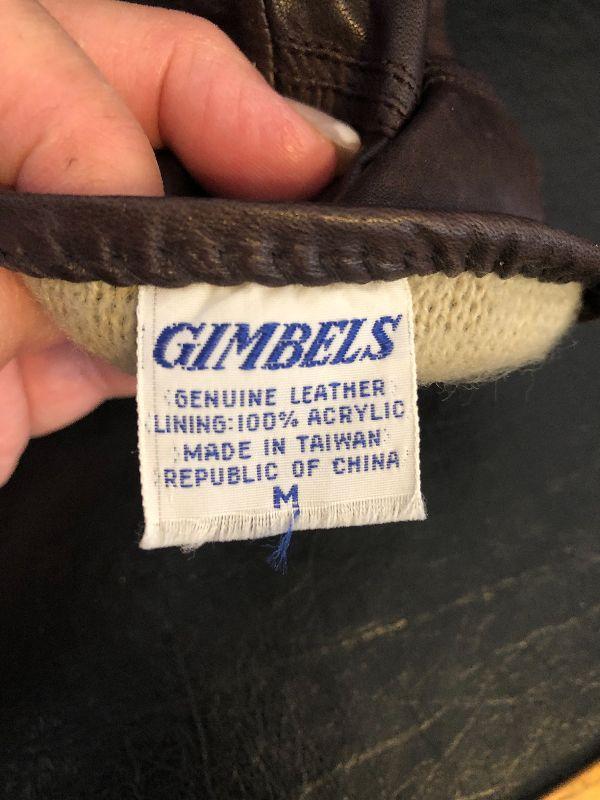 GIMBELS
GENUINE LEATHER
LINING:100% ACRYLIC
MADE IN TAIWAN
REPUBLIC OF CHINA
M